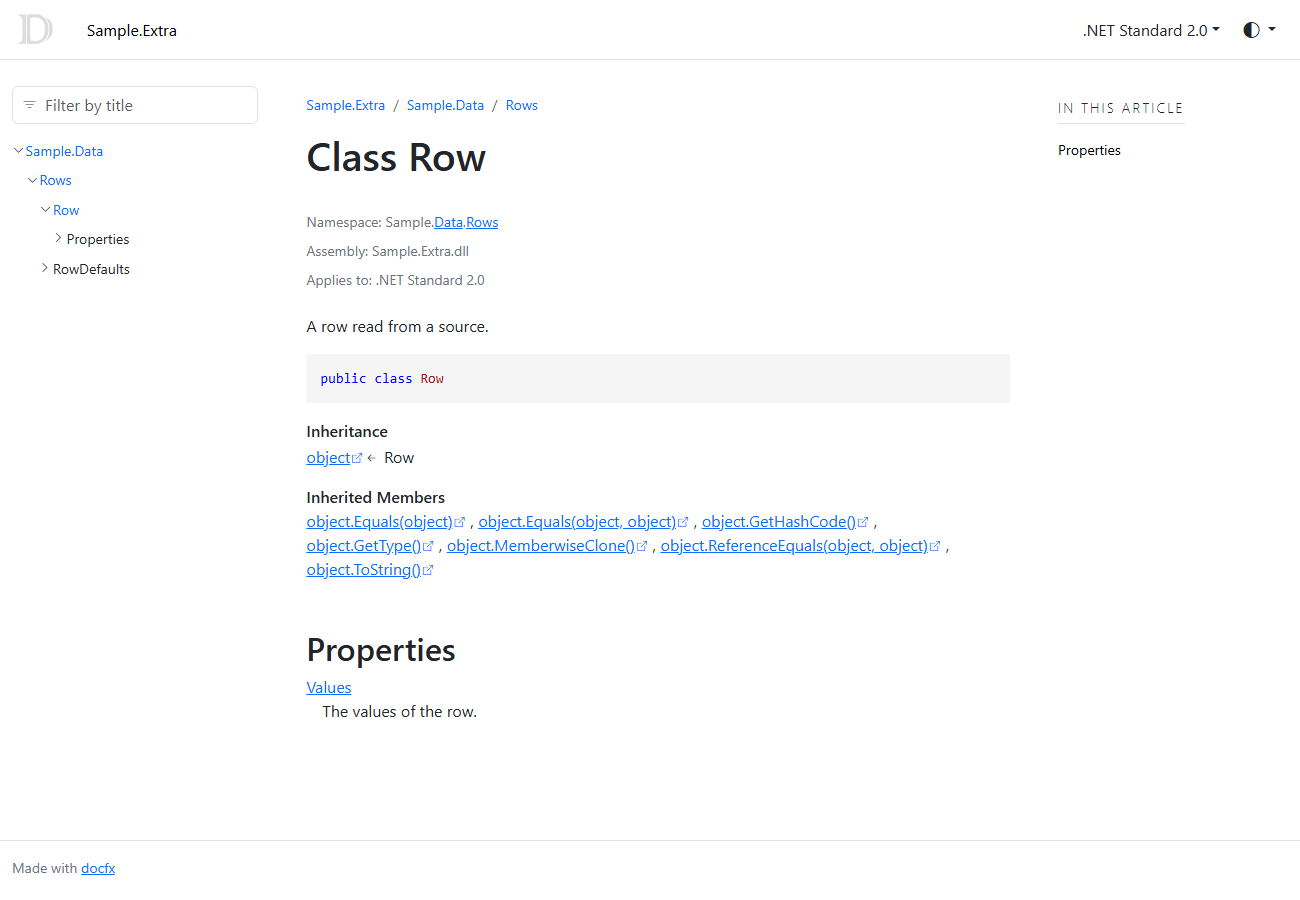 D
Sample.Extra
.NET Standard 2.0
Filter by title
Sample.Data
Rows
Row
Properties
RowDefaults
Sample.Extra / Sample.Data / Rows
Class Row
Namespace: Sample.Data.Rows
Assembly: Sample.Extra.dll
Applies to: .NET Standard 2.0
A row read from a source.
public class Row
Inheritance
object ← Row
Inherited Members
object.Equals(object) , object.Equals(object, object) , object.GetHashCode() ,
object.GetType() , object.MemberwiseClone() , object.ReferenceEquals(object, object) ,
object.ToString()
Properties
Values
The values of the row.
IN THIS ARTICLE
Properties
Made with docfx